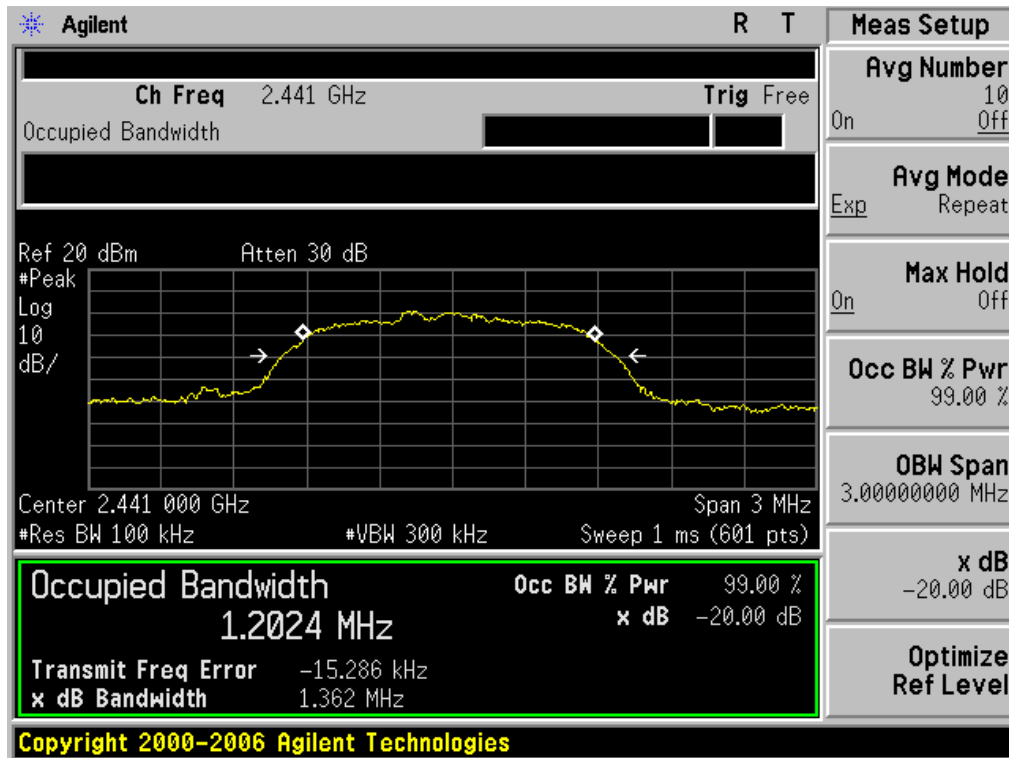 Agilent
R T
Ch Freq 2.441 GHz
Trig Free
Occupied Bandwidth
Ref 20 dBm
Atten 30 dB
#Peak
Log
10
dB/
Center 2.441 000 GHz
Span 3 MHz
#Res BW 100 kHz
#VBW 300 kHz
Sweep 1 ms (601 pts)
Occupied Bandwidth
1.2024 MHz
Occ BW % Pwr 99.00 %
x dB -20.00 dB
Transmit Freq Error -15.286 kHz
x dB Bandwidth 1.362 MHz
Copyright 2000-2006 Agilent Technologies
Meas Setup
Avg Number
10
On Off
Avg Mode
Exp Repeat
Max Hold
On Off
Occ BW % Pwr
99.00 %
OBW Span
3.00000000 MHz
x dB
-20.00 dB
Optimize
Ref Level